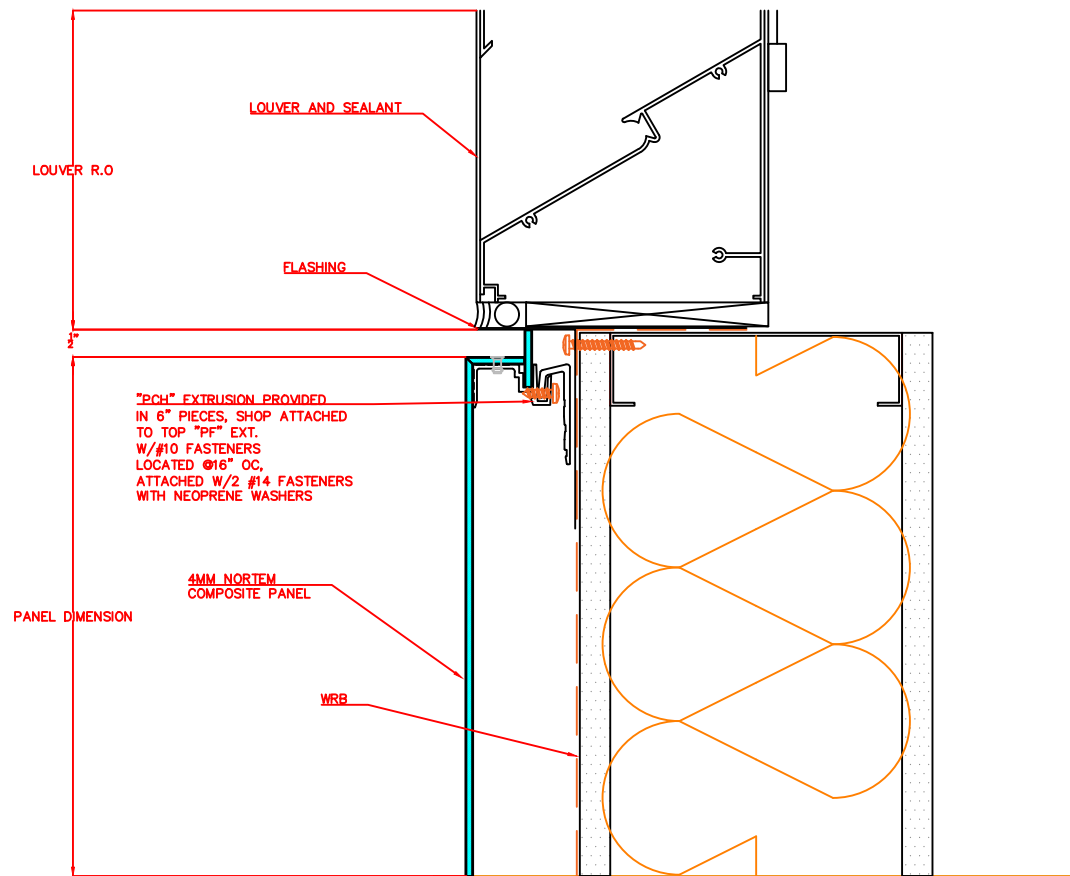 LOUVER AND SEALANT
LOUVER R.O
FLASHING
1/2"
"PCH" EXTRUSION PROVIDED
IN 6" PIECES, SHOP ATTACHED
TO TOP "PF" EXT.
W/#10 FASTENERS
LOCATED @16" OC,
ATTACHED W/2 #14 FASTENERS
WITH NEOPRENE WASHERS
4MM NORTEM
COMPOSITE PANEL
PANEL DIMENSION
WRB